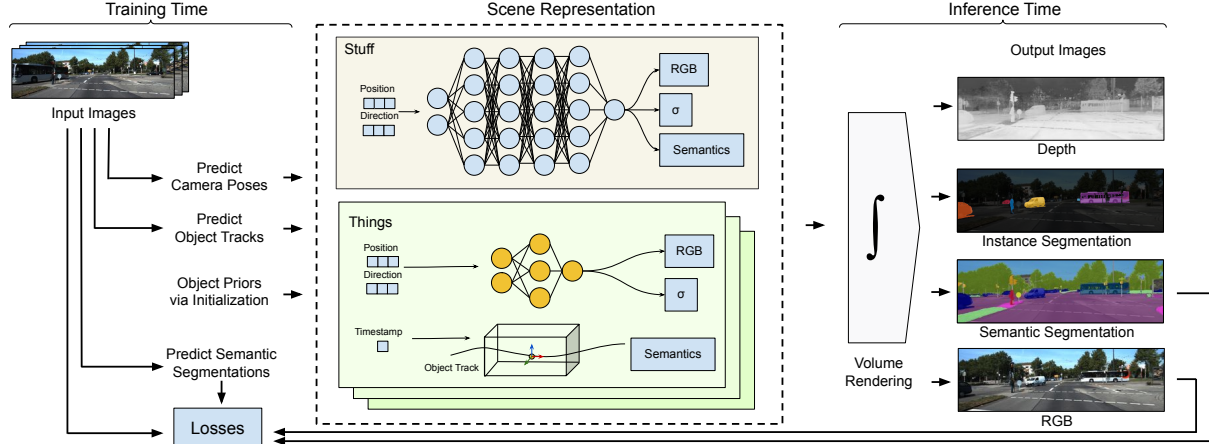 Training Time
Input Images
Predict
Camera Poses
Predict
Object Tracks
Object Priors
via Initialization
Predict Semantic
Segmentations
Losses
Scene Representation
Stuff
Position
Direction
RGB
σ
Semantics
Things
Position
Direction
RGB
σ
Timestamp
Object Track
Semantics
Inference Time
Output Images
∫
Volume
Rendering
Depth
Instance Segmentation
Semantic Segmentation
RGB